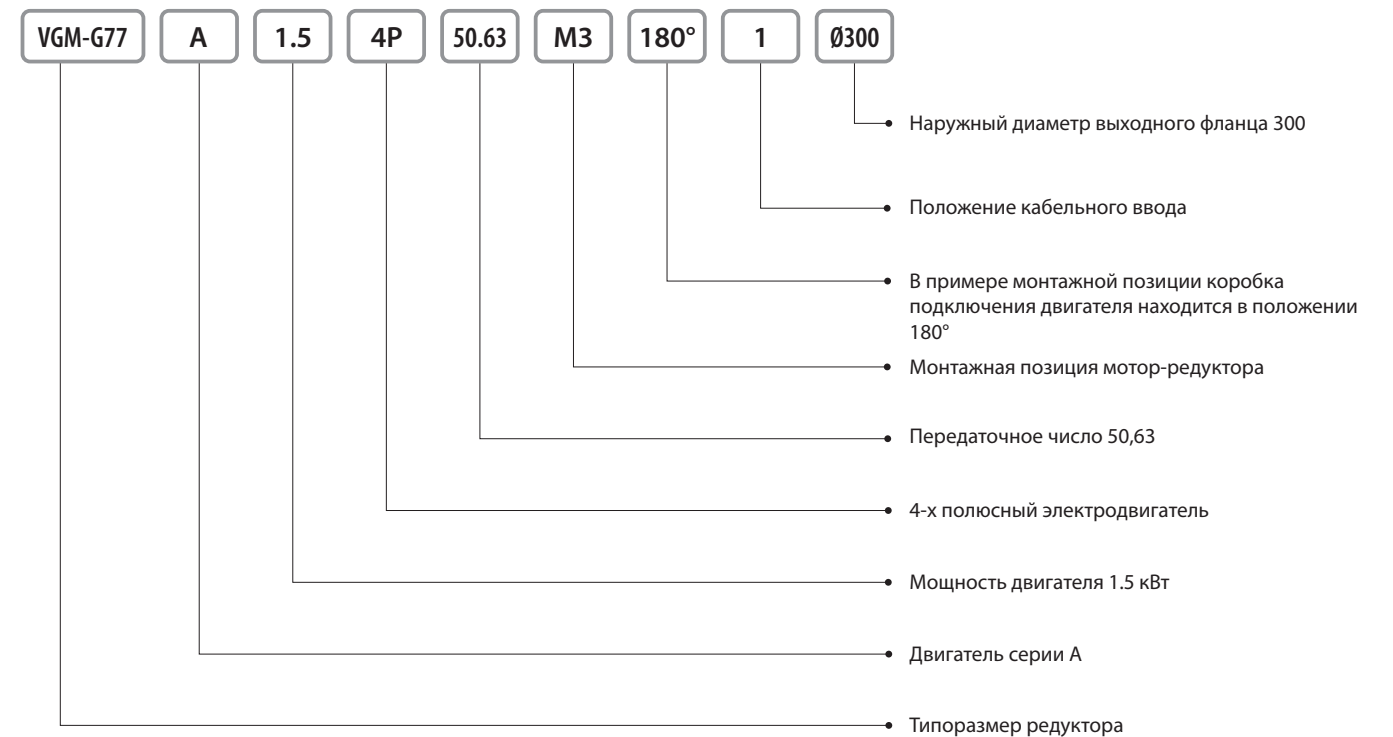 VGM-G77 A 1.5 4P 50.63 M3 180° 1 Ø300
Наружный диаметр выходного фланца 300
Положение кабельного ввода
В примере монтажной позиции коробка
подключения двигателя находится в положении
180°
Монтажная позиция мотор-редуктора
Передаточное число 50,63
4-х полюсный электродвигатель
Мощность двигателя 1.5 кВт
Двигатель серии А
Типоразмер редуктора